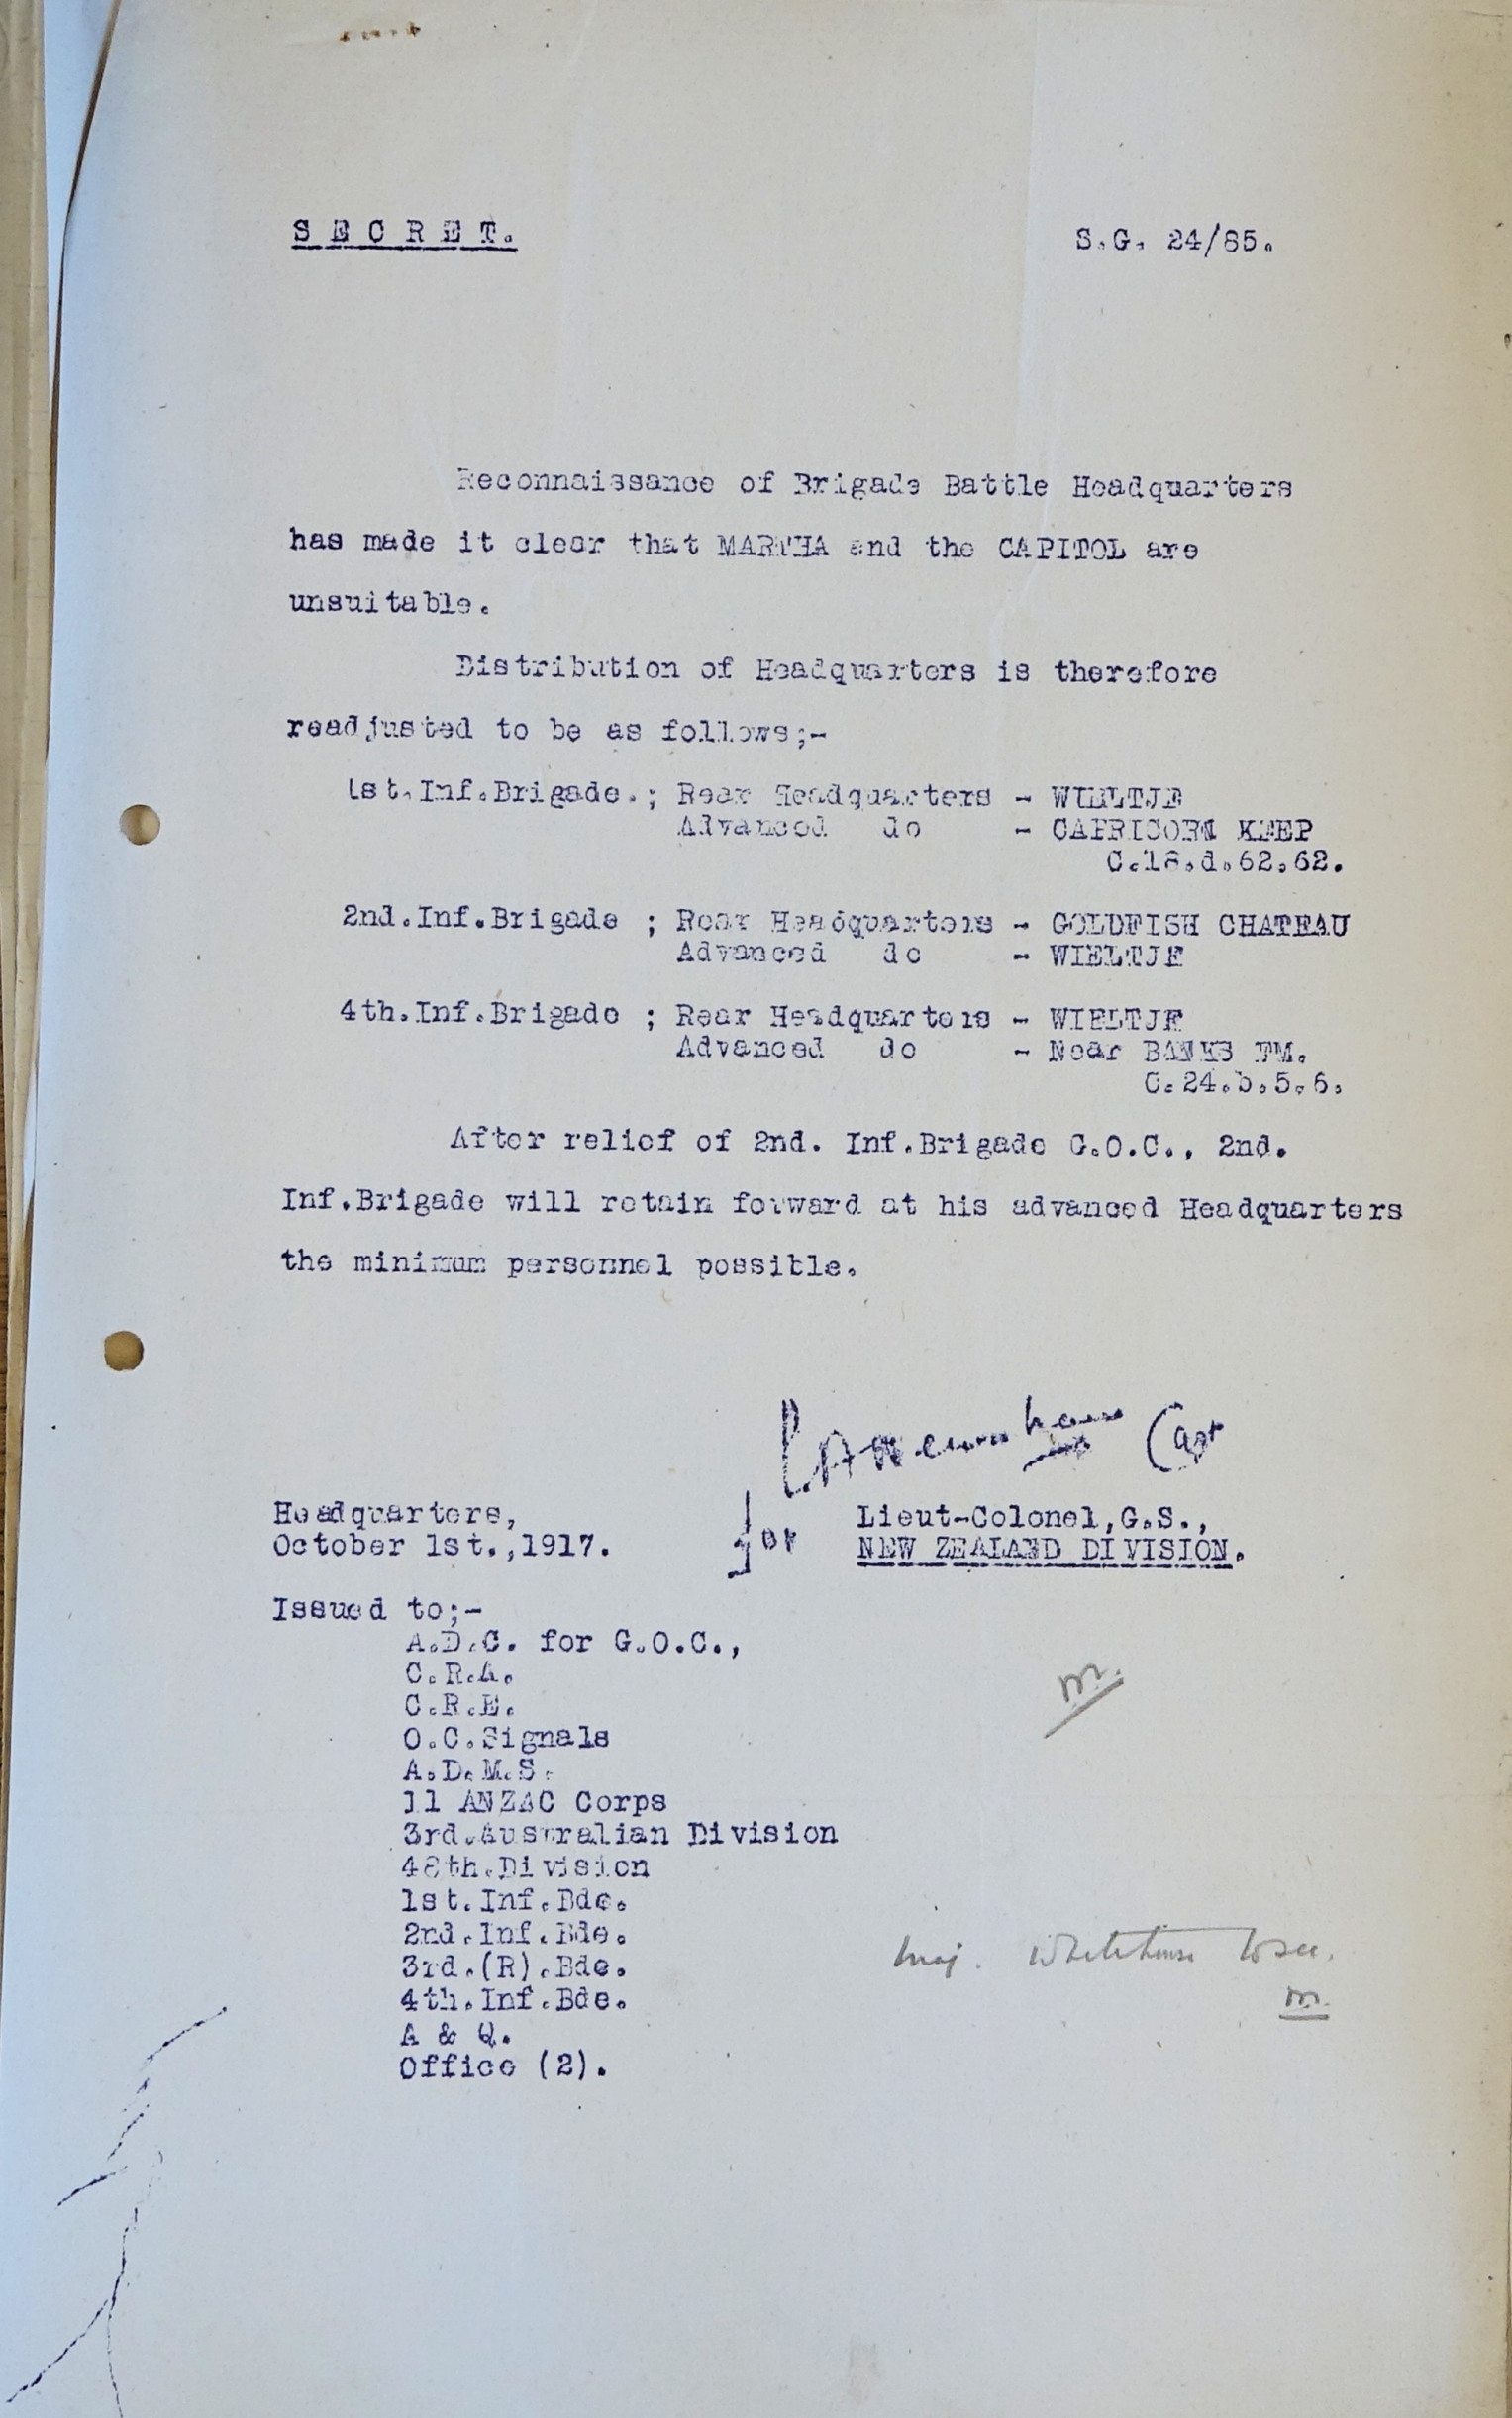 S E C R E T.
S.G. 24/85.
Reconnaissance of Brigade Battle Headquarters
has made it clear that MARTHA and the CAPITOL are
unsuitable.
Distribution of Headquarters is therefore
readjusted to be as follows;-
1st.Inf.Brigade.; Rear Headquarters - WIELTJE
Advanced do - CAPRICORN KEEP
C.18.d.62.62.
2nd.Inf.Brigade ; Rear Headquarters - GOLDFISH CHATEAU
Advanced do - WIELTJE
4th.Inf.Brigade ; Rear Headquarters - WIELTJE
Advanced do - Near BANKS FM.
C.24.b.5.6.
After relief of 2nd. Inf.Brigade G.O.C., 2nd.
Inf.Brigade will retain forward at his advanced Headquarters
the minimum personnel possible.
Capt
for
Headquarters,
October 1st.,1917.
Lieut-Colonel,G.S.,
NEW ZEALAND DIVISION.
Issued to;-
A.D.C. for G.O.C.,
C.R.A.
C.R.E.
O.C.Signals
A.D.M.S.
11 ANZAC Corps
3rd.Australian Division
48th.Division
1st.Inf.Bde.
2nd.Inf.Bde.
3rd.(R).Bde.
4th.Inf.Bde.
A & Q.
Office (2).
m.
Maj. Whitehouse to see.
m.